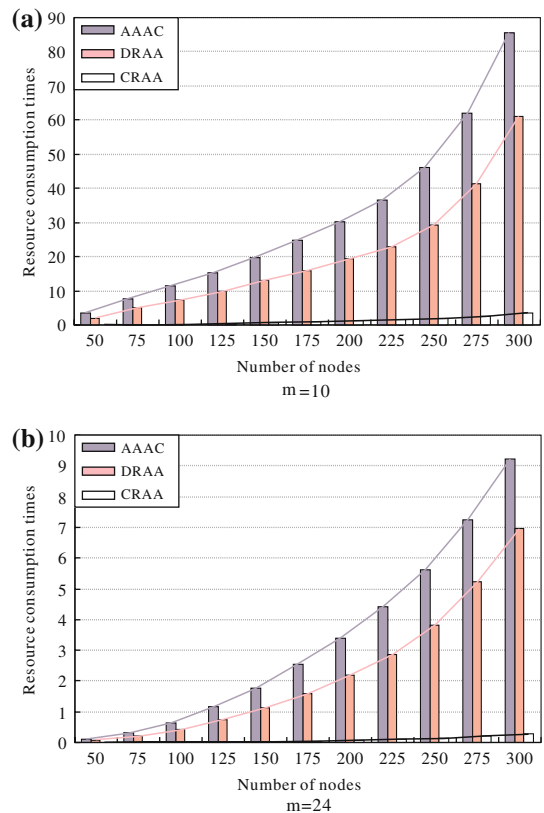 (a)
90
80
70
60
50
40
30
20
10
0
Resource consumption times
AAAC
DRAA
CRAA
50 75 100 125 150 175 200 225 250 275 300
Number of nodes
m=10
(b)
10
9
8
7
6
5
4
3
2
1
0
Resource consumption times
AAAC
DRAA
CRAA
50 75 100 125 150 175 200 225 250 275 300
Number of nodes
m=24